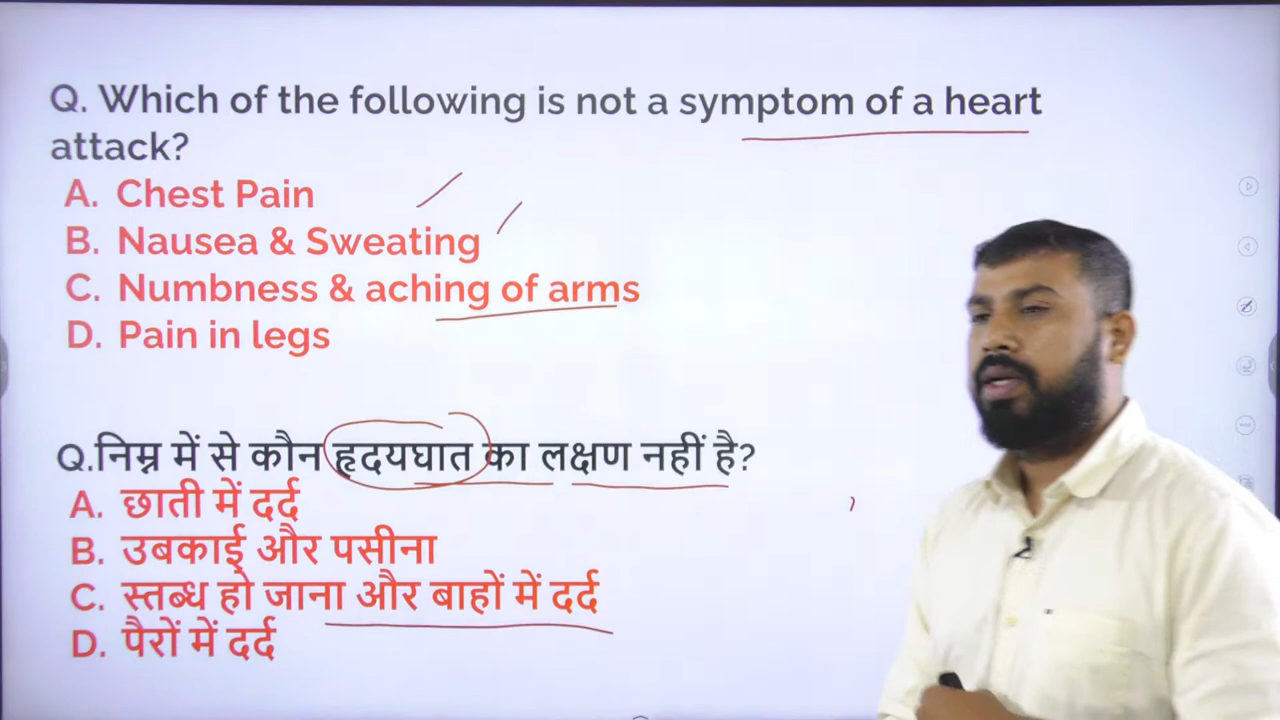 Q. Which of the following is not a symptom of a heart
attack?
A. Chest Pain
B. Nausea & Sweating
C. Numbness & aching of arms
D. Pain in legs
Q.निम्न में से कौन हृदयघात का लक्षण नहीं है?
A. छाती में दर्द
B. उबकाई और पसीना
C. स्तब्ध हो जाना और बाहों में दर्द
D. पैरों में दर्द